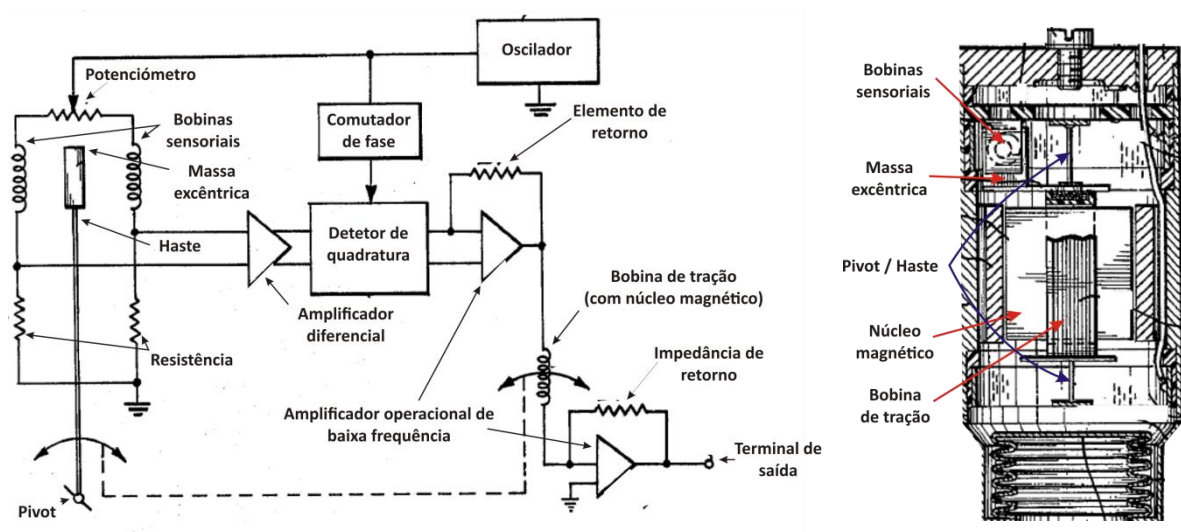 Oscilador
Potenciómetro
Elemento de
retorno
Comutador
de fase
Bobinas
sensoriais
Massa
excêntrica
Haste
Detetor de
quadratura
Amplificador
diferencial
Bobina de tração
(com núcleo magnético)
Resistência
Impedância de
retorno
Amplificador operacional de
baixa frequência
Terminal de
saída
Pivot
Bobinas
sensoriais
Massa
excêntrica
Pivot / Haste
Núcleo
magnético
Bobina
de tração